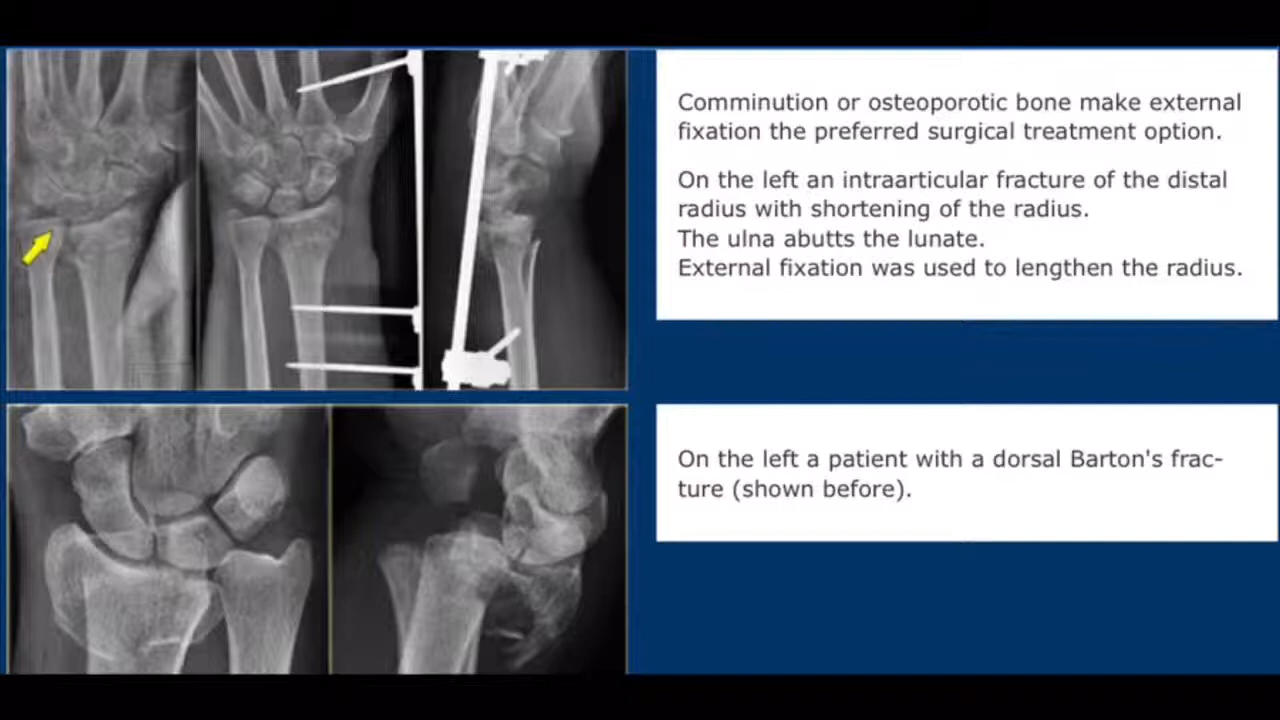 Comminution or osteoporotic bone make external
fixation the preferred surgical treatment option.
On the left an intraarticular fracture of the distal
radius with shortening of the radius.
The ulna abutts the lunate.
External fixation was used to lengthen the radius.
On the left a patient with a dorsal Barton's frac-
ture (shown before).